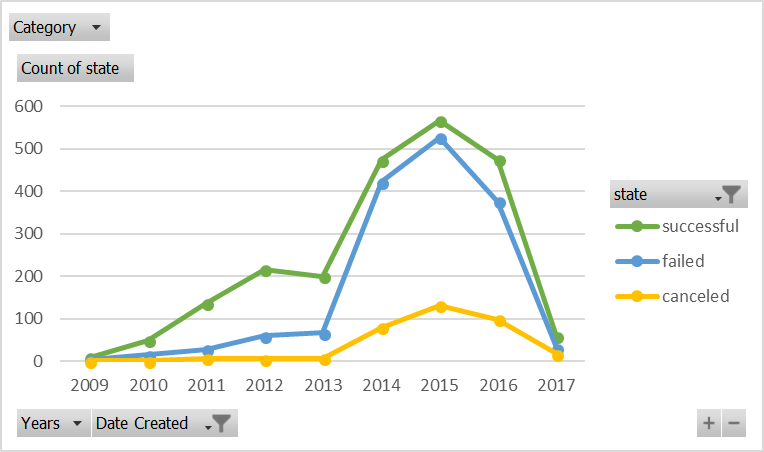 Category
Count of state
600
500
400
300
200
100
0
2009 2010 2011 2012 2013 2014 2015 2016 2017
state
successful
failed
canceled
Years Date Created